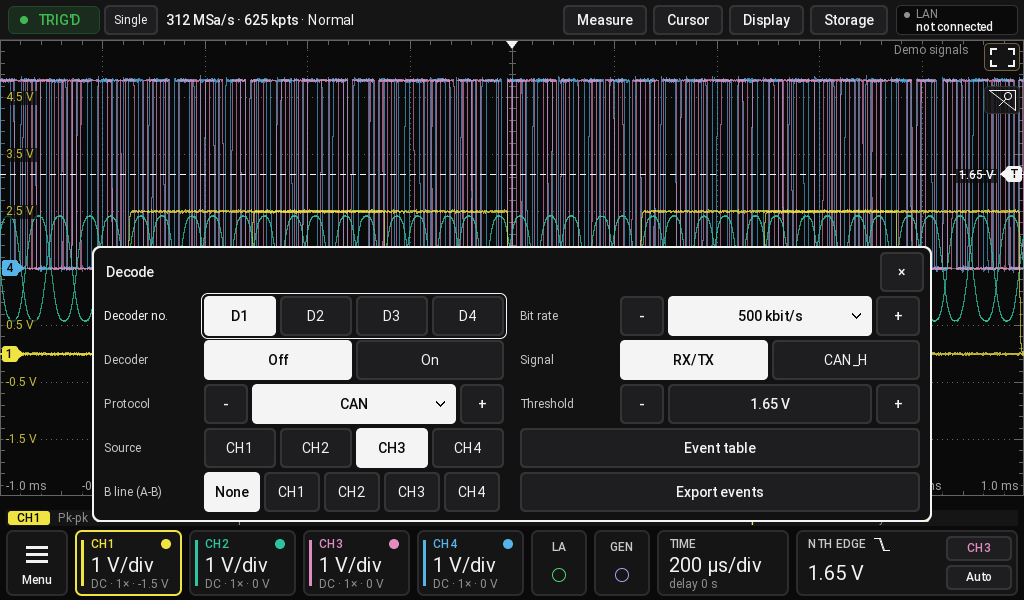 TRIG'D Single 312 MSa/s · 625 kpts · Normal Measure Cursor Display Storage LAN
not connected
Demo signals
4.5 V
3.5 V
1.65 V T
2.5 V
4
0.5 V
1
-0.5 V
-1.5 V
-1.0 ms
1.0 ms
Decode ×
Decoder no. D1 D2 D3 D4 Bit rate - 500 kbit/s +
Decoder Off On Signal RX/TX CAN_H
Protocol - CAN + Threshold - 1.65 V +
Source CH1 CH2 CH3 CH4 Event table
B line (A-B) None CH1 CH2 CH3 CH4 Export events
CH1 Pk-pk
Menu
CH1
1 V/div
DC · 1× · -1.5 V
CH2
1 V/div
DC · 1× · 0 V
CH3
1 V/div
DC · 1× · 0 V
CH4
1 V/div
DC · 1× · 0 V
LA
GEN
TIME
200 µs/div
delay 0 s
NTH EDGE
1.65 V
CH3
Auto